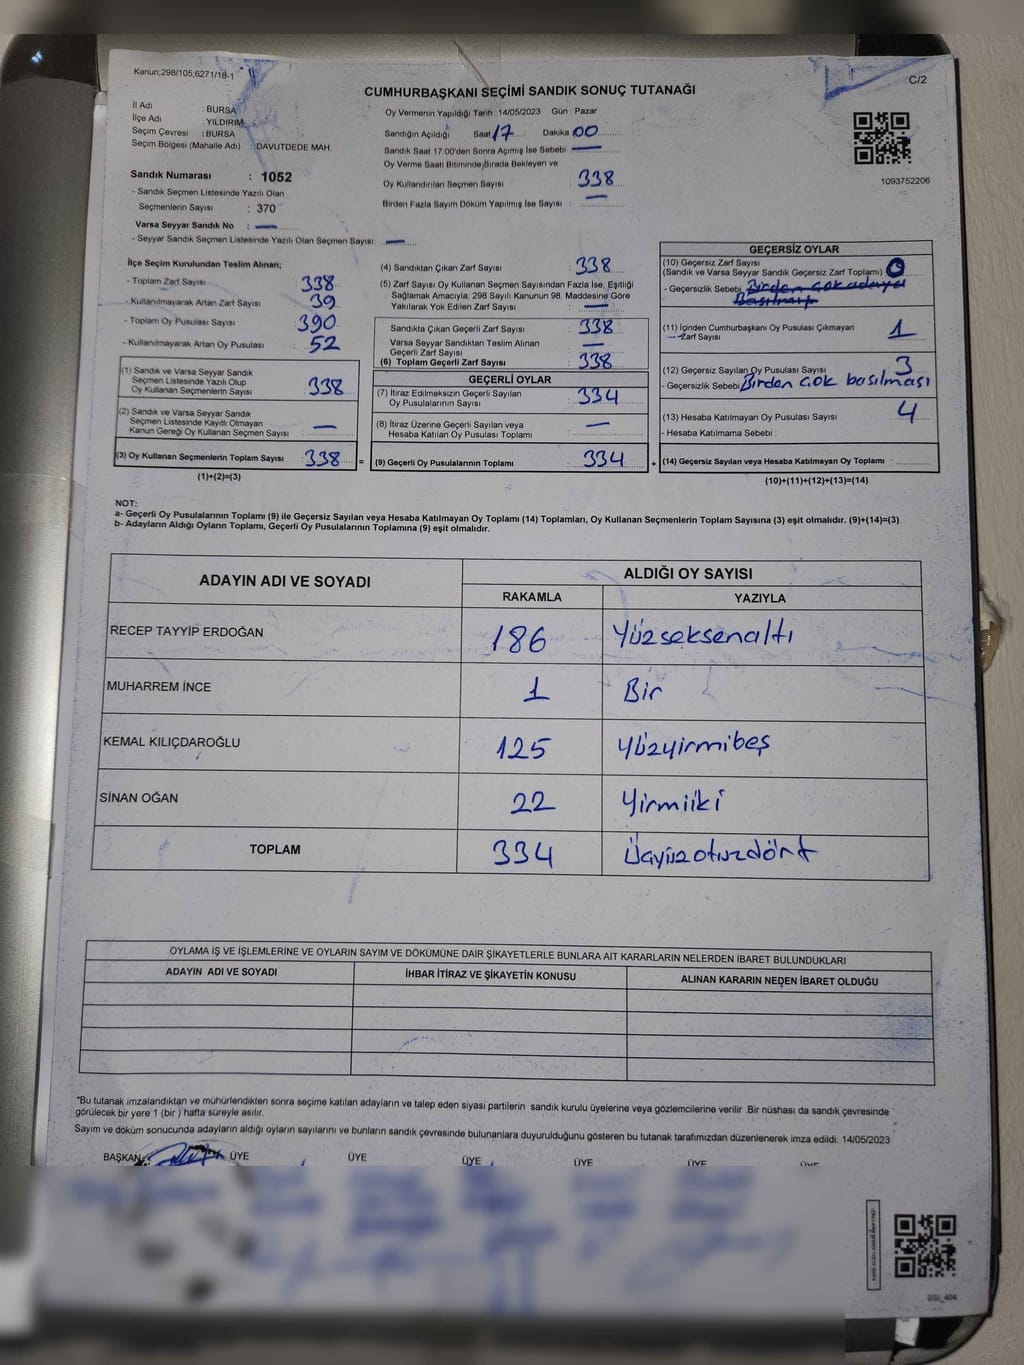 Kanun;298/105,6271/18-1
C/2
CUMHURBAŞKANI SEÇİMİ SANDIK SONUÇ TUTANAĞI
İl Adı : BURSA
İlçe Adı : YILDIRIM
Seçim Çevresi : BURSA
Seçim Bölgesi (Mahalle Adı) : DAVUTDEDE MAH.
Oy Vermenin Yapıldığı Tarih : 14/05/2023 Gün : Pazar
Sandığın Açıldığı Saat 17 Dakika 00
Sandık Saat 17:00'den Sonra Açımış İse Sebebi
Oy Verme Saati Bitiminde Sırada Bekleyen ve
Oy Kullandırılan Seçmen Sayısı : 338
Birden Fazla Sayım Döküm Yapılmış İse Sayısı : —
1093752206
Sandık Numarası : 1052
- Sandık Seçmen Listesinde Yazılı Olan
Seçmenlerin Sayısı : 370
Varsa Seyyar Sandık No : —
- Seyyar Sandık Seçmen Listesinde Yazılı Olan Seçmen Sayısı: —
İlçe Seçim Kurulundan Teslim Alınan;
- Toplam Zarf Sayısı : 338
- Kullanılmayarak Artan Zarf Sayısı : 39
- Toplam Oy Pusulası Sayısı : 390
- Kullanılmayarak Artan Oy Pusulası : 52
(1) Sandık ve Varsa Seyyar Sandık
Seçmen Listesinde Yazılı Olup
Oy Kullanan Seçmenlerin Sayısı : 338
(2) Sandık ve Varsa Seyyar Sandık
Seçmen Listesinde Kayıtlı Olmayan
Kanun Gereği Oy Kullanan Seçmen Sayısı : —
(3) Oy Kullanan Seçmenlerin Toplam Sayısı : 338 =
(1)+(2)=(3)
(4) Sandıktan Çıkan Zarf Sayısı : 338
(5) Zarf Sayısı Oy Kullanan Seçmen Sayısından Fazla İse, Eşitliği
Sağlamak Amacıyla, 298 Sayılı Kanunun 98. Maddesine Göre
Yakılarak Yok Edilen Zarf Sayısı : —
Sandıkta Çıkan Geçerli Zarf Sayısı : 338
Varsa Seyyar Sandıktan Teslim Alınan
Geçerli Zarf Sayısı : —
(6) Toplam Geçerli Zarf Sayısı : 338
GEÇERLİ OYLAR
(7) İtiraz Edilmeksizin Geçerli Sayılan
Oy Pusulalarının Sayısı : 334
(8) İtiraz Üzerine Geçerli Sayılan veya
Hesaba Katılan Oy Pusulası Toplamı : —
(9) Geçerli Oy Pusulalarının Toplamı : 334 +
GEÇERSİZ OYLAR
(10) Geçersiz Zarf Sayısı
(Sandık ve Varsa Seyyar Sandık Geçersiz Zarf Toplamı) : 0
- Geçersizlik Sebebi : Birden çok adaya
Basılmış
(11) İçinden Cumhurbaşkanı Oy Pusulası Çıkmayan
Zarf Sayısı : 1
(12) Geçersiz Sayılan Oy Pusulası Sayısı : 3
- Geçersizlik Sebebi : Birden çok basılması
(13) Hesaba Katılmayan Oy Pusulası Sayısı : 4
- Hesaba Katılmama Sebebi :
(14) Geçersiz Sayılan veya Hesaba Katılmayan Oy Toplamı :
(10)+(11)+(12)+(13)=(14)
NOT:
a- Geçerli Oy Pusulalarının Toplamı (9) ile Geçersiz Sayılan veya Hesaba Katılmayan Oy Toplamı (14) Toplamları, Oy Kullanan Seçmenlerin Toplam Sayısına (3) eşit olmalıdır. (9)+(14)=(3)
b- Adayların Aldığı Oyların Toplamı, Geçerli Oy Pusulalarının Toplamına (9) eşit olmalıdır.
ADAYIN ADI VE SOYADI ALDIĞI OY SAYISI
RAKAMLA YAZIYLA
RECEP TAYYİP ERDOĞAN 186 Yüzseksenaltı
MUHARREM İNCE 1 Bir
KEMAL KILIÇDAROĞLU 125 Yüzyirmibeş
SİNAN OĞAN 22 Yirmiiki
TOPLAM 334 Üçyüzotuzdört
OYLAMA İŞ VE İŞLEMLERİNE VE OYLARIN SAYIM VE DÖKÜMÜNE DAİR ŞİKAYETLERLE BUNLARA AİT KARARLARIN NELERDEN İBARET BULUNDUKLARI
ADAYIN ADI VE SOYADI İHBAR İTİRAZ VE ŞİKAYETİN KONUSU ALINAN KARARIN NEDEN İBARET OLDUĞU
*Bu tutanak imzalandıktan ve mühürlendikten sonra seçime katılan adayların ve talep eden siyasi partilerin sandık kurulu üyelerine veya gözlemcilerine verilir .Bir nüshası da sandık çevresinde
görülecek bir yere 1 (bir ) hafta süreyle asılır.
Sayım ve döküm sonucunda adayların aldığı oyların sayılarını ve bunların sandık çevresinde bulunanlara duyurulduğunu gösteren bu tutanak tarafımızdan düzenlenerek imza edildi. 14/05/2023
BAŞKAN ÜYE ÜYE ÜYE ÜYE ÜYE ÜYE
SSI_404